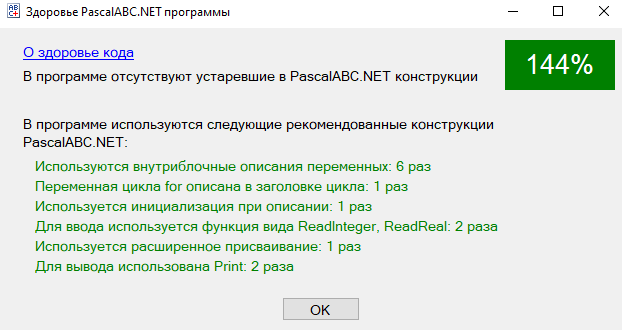 Здоровье PascalABC.NET программы
О здоровье кода
144%
В программе отсутствуют устаревшие в PascalABC.NET конструкции
В программе используются следующие рекомендованные конструкции
PascalABC.NET:
Используются внутриблочные описания переменных: 6 раз
Переменная цикла for описана в заголовке цикла: 1 раз
Используется инициализация при описании: 1 раз
Для ввода используется функция вида ReadInteger, ReadReal: 2 раза
Используется расширенное присваивание: 1 раз
Для вывода использована Print: 2 раза
OK